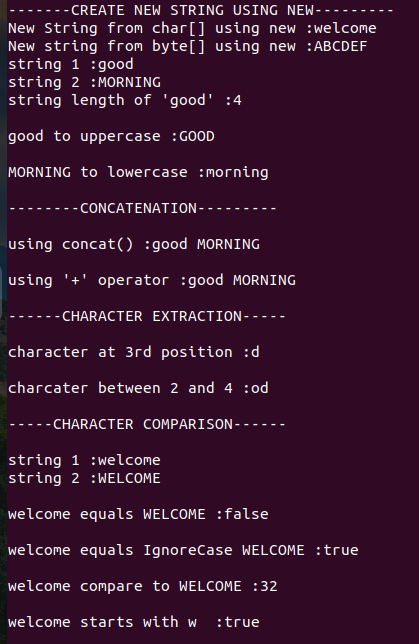 -------CREATE NEW STRING USING NEW---------
New String from char[] using new :welcome
New string from byte[] using new :ABCDEF
string 1 :good
string 2 :MORNING
string length of 'good' :4
good to uppercase :GOOD
MORNING to lowercase :morning
--------CONCATENATION---------
using concat() :good MORNING
using '+' operator :good MORNING
------CHARACTER EXTRACTION-----
character at 3rd position :d
charcater between 2 and 4 :od
-----CHARACTER COMPARISON------
string 1 :welcome
string 2 :WELCOME
welcome equals WELCOME :false
welcome equals IgnoreCase WELCOME :true
welcome compare to WELCOME :32
welcome starts with w  :true